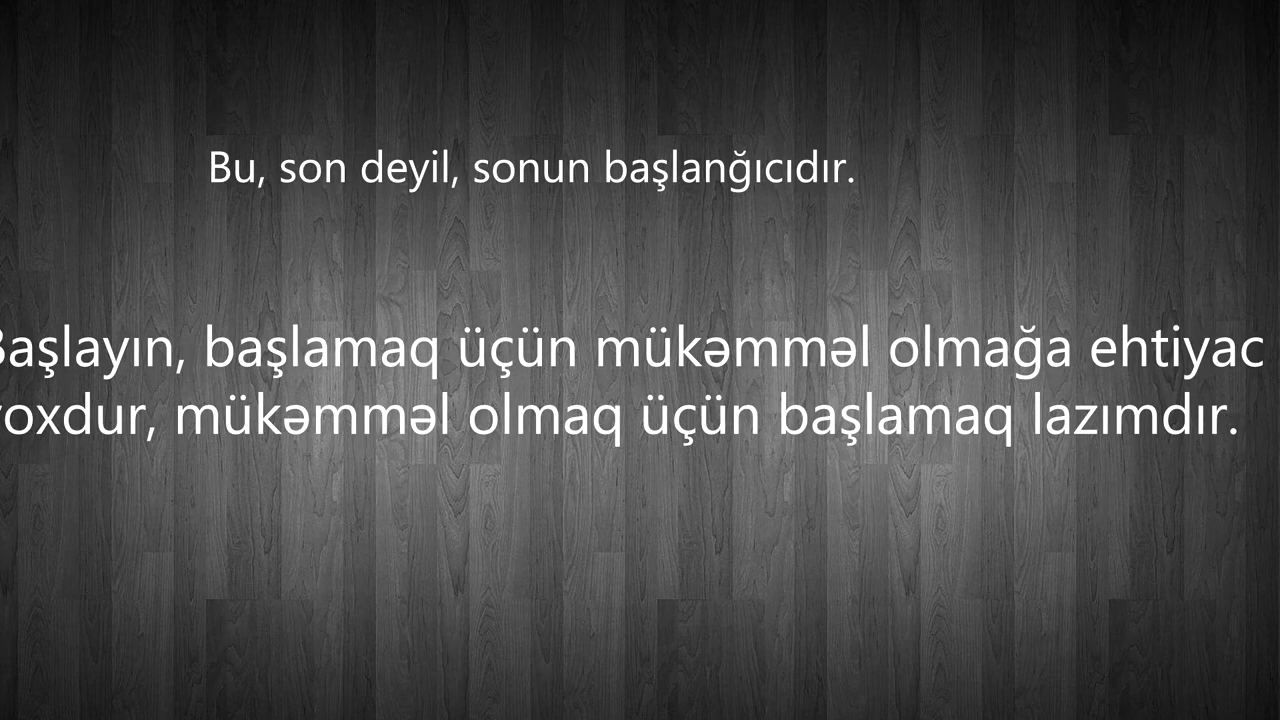 Bu, son deyil, sonun başlanğıcıdır.
Başlayın, başlamaq üçün mükəmməl olmağa ehtiyac
yoxdur, mükəmməl olmaq üçün başlamaq lazımdır.